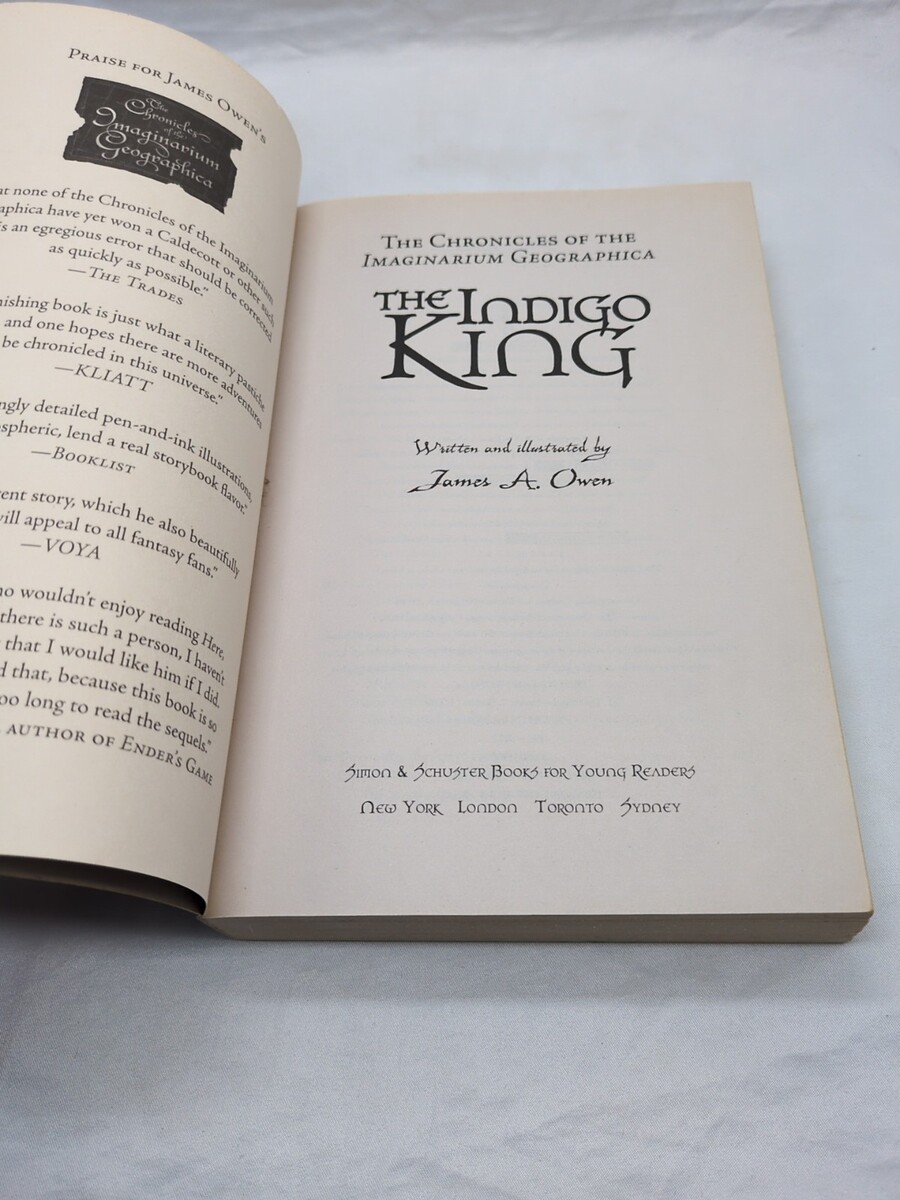 PRAISE FOR JAMES OWEN'S
The
Chronicles
of the
Imaginarium
Geographica
none of the Chronicles of the Imaginarium
have yet won a Caldecott or other such
is an egregious error that should be corrected
as quickly as possible."
—THE TRADES
book is just what a literary pastiche
and one hopes there are more adventures
be chronicled in this universe."
—KLIATT
detailed pen-and-ink illustrations,
lend a real storybook flavor."
—BOOKLIST
story, which he also beautifully
will appeal to all fantasy fans."
—VOYA
wouldn't enjoy reading Here,
there is such a person, I haven't
that I would like him if I did.
that, because this book is so
too long to read the sequels."
AUTHOR OF ENDER'S GAME
THE CHRONICLES OF THE
IMAGINARIUM GEOGRAPHICA
THE INDIGO
KING
Written and illustrated by
James A. Owen
SIMON & SCHUSTER BOOKS FOR YOUNG READERS
NEW YORK LONDON TORONTO SYDNEY